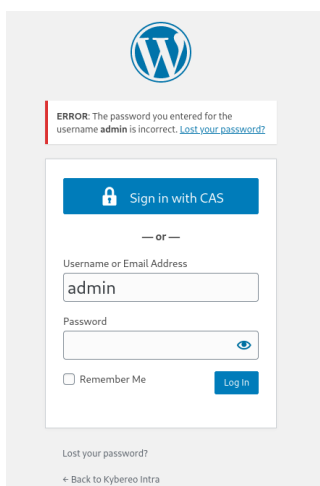 ERROR: The password you entered for the
username admin is incorrect. Lost your password?
Sign in with CAS
— or —
Username or Email Address
admin
Password
Remember Me
Log In
Lost your password?
← Back to Kybereo Intra